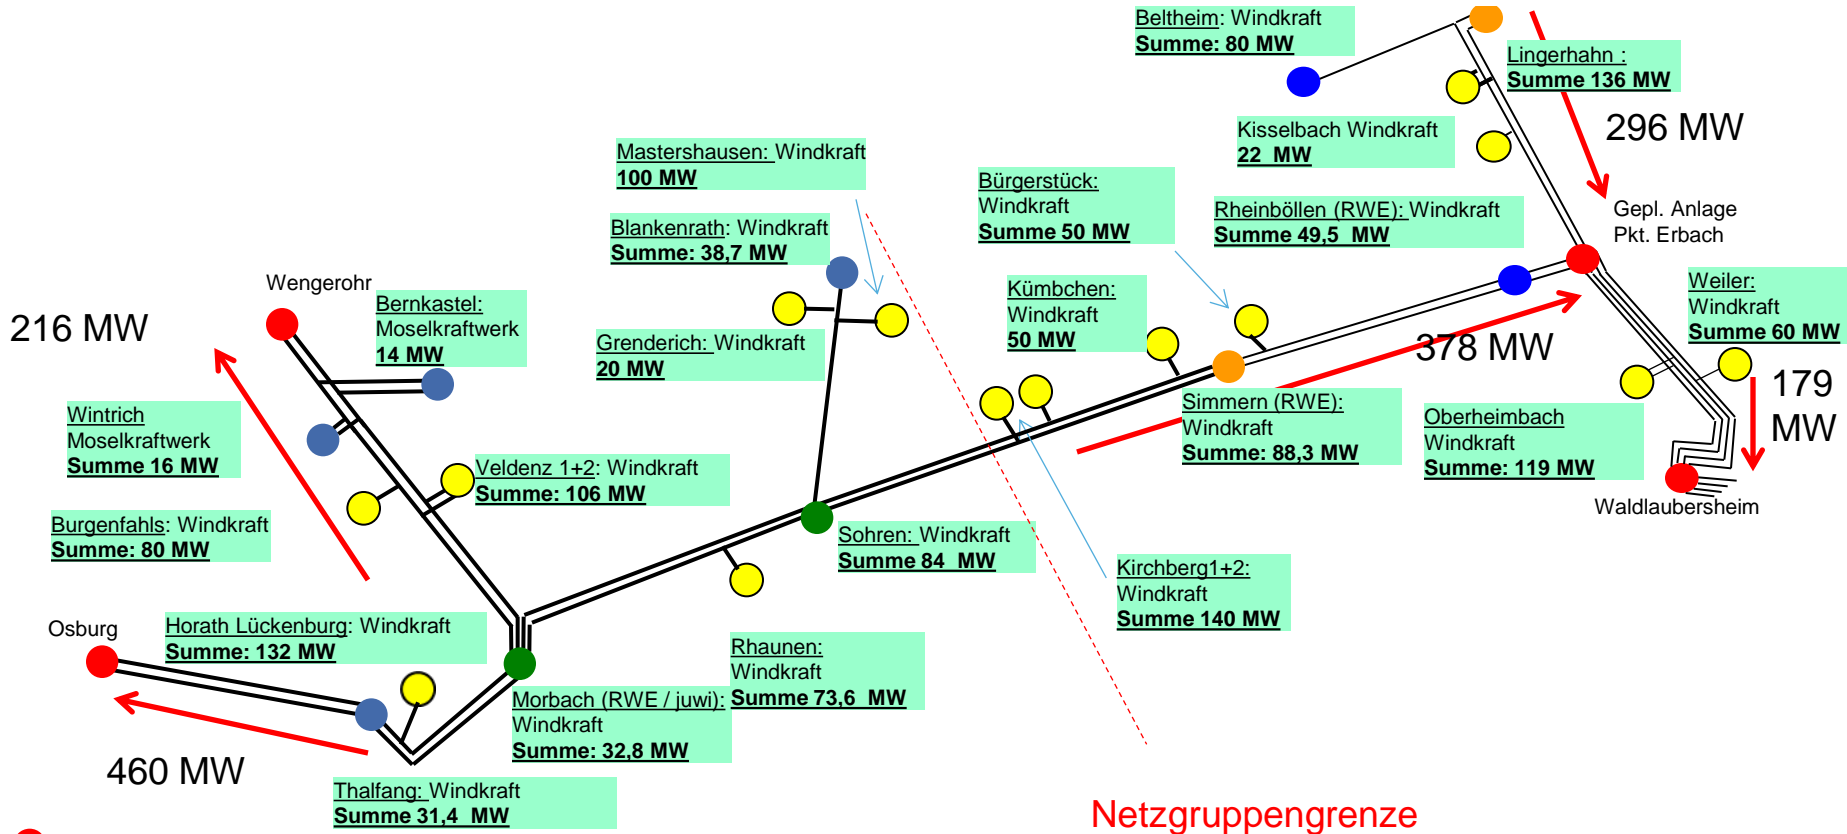 Beltheim: Windkraft
Summe: 80 MW
Lingerhahn :
Summe 136 MW
296 MW
Kisselbach Windkraft
22 MW
Mastershausen: Windkraft
100 MW
Bürgerstück:
Windkraft
Summe 50 MW
Rheinböllen (RWE): Windkraft
Summe 49,5 MW
Gepl. Anlage
Pkt. Erbach
Blankenrath: Windkraft
Summe: 38,7 MW
Wengerohr
Bernkastel:
Moselkraftwerk
14 MW
216 MW
Kümbchen:
Windkraft
50 MW
Weiler:
Windkraft
Summe 60 MW
Grenderich: Windkraft
20 MW
378 MW
179
MW
Wintrich
Moselkraftwerk
Summe 16 MW
Simmern (RWE):
Windkraft
Summe: 88,3 MW
Oberheimbach
Windkraft
Summe: 119 MW
Veldenz 1+2: Windkraft
Summe: 106 MW
Waldlaubersheim
Burgenfahls: Windkraft
Summe: 80 MW
Sohren: Windkraft
Summe 84 MW
Kirchberg1+2:
Windkraft
Summe 140 MW
Osburg
Horath Lückenburg: Windkraft
Summe: 132 MW
Rhaunen:
Windkraft
Summe 73,6 MW
Morbach (RWE / juwi):
Windkraft
Summe: 32,8 MW
460 MW
Thalfang: Windkraft
Summe 31,4 MW
Netzgruppengrenze